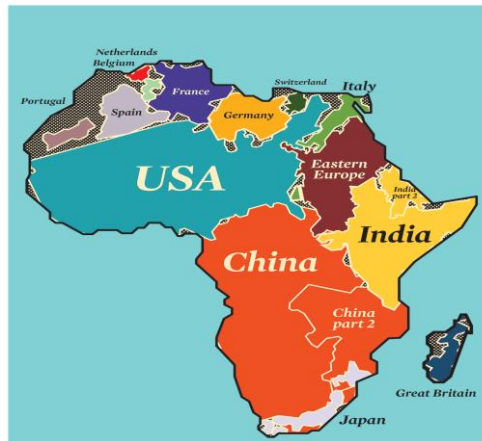 Netherlands
Belgium
Switzerland
Italy
Portugal
Spain
France
Germany
USA
Eastern
Europe
India
part 2
India
China
China
part 2
Great Britain
Japan